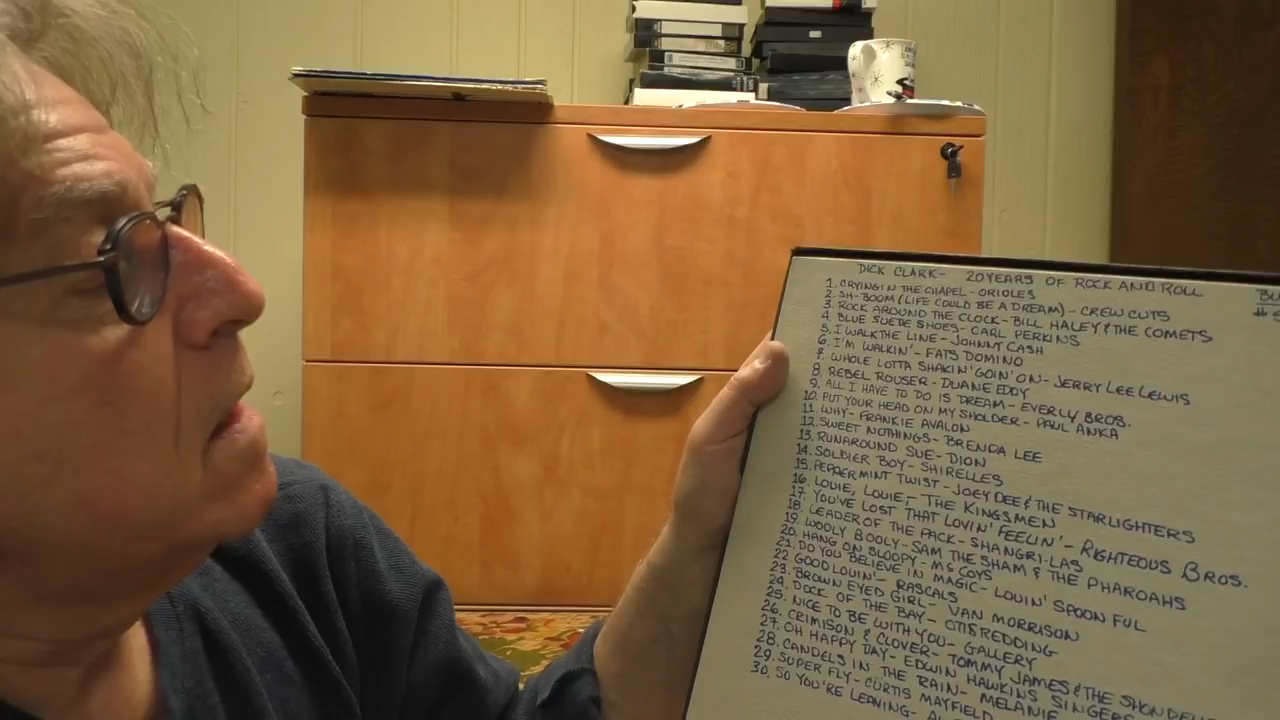 DICK CLARK- 20 YEARS OF ROCK AND ROLL
1. CRYING IN THE CHAPEL - ORIOLES
2. SH-BOOM (LIFE COULD BE A DREAM) - CREW CUTS
3. ROCK AROUND THE CLOCK - BILL HALEY & THE COMETS
4. BLUE SUEDE SHOES - CARL PERKINS
5. I WALK THE LINE - JOHNNY CASH
6. I'M WALKIN' - FATS DOMINO
7. WHOLE LOTTA SHAKIN' GOIN' ON - JERRY LEE LEWIS
8. REBEL ROUSER - DUANE EDDY
9. ALL I HAVE TO DO IS DREAM - EVERLY BROS.
10. PUT YOUR HEAD ON MY SHOLDER - PAUL ANKA
11. WHY - FRANKIE AVALON
12. SWEET NOTHINGS - BRENDA LEE
13. RUNAROUND SUE - DION
14. SOLDIER BOY - SHIRELLES
15. PEPPERMINT TWIST - JOEY DEE & THE STARLIGHTERS
16. LOUIE, LOUIE, - THE KINGSMEN
17. YOU'VE LOST THAT LOVIN' FEELIN' - RIGHTEOUS BROS.
18. LEADER OF THE PACK - SHANGRI-LAS
19. WOOLY BOOLY - SAM THE SHAM & THE PHAROAHS
20. HANG ON SLOOPY - McCOYS
21. DO YOU BELIEVE IN MAGIC - LOUIN' SPOON FUL
22. GOOD LOUIN' - RASCALS
23. BROWN EYED GIRL - VAN MORRISON
24. DOCK OF THE BAY - OTIS REDDING
25. NICE TO BE WITH YOU - GALLERY
26. CRIMISON & CLOVER - TOMMY JAMES & THE SHONDELL
27. OH HAPPY DAY - EDWIN HAWKINS SINGERS
28. CANDELS IN THE RAIN - MELANIE
29. SUPER FLY - CURTIS MAYFIELD
30. SO YOU'RE LEAVING - AL